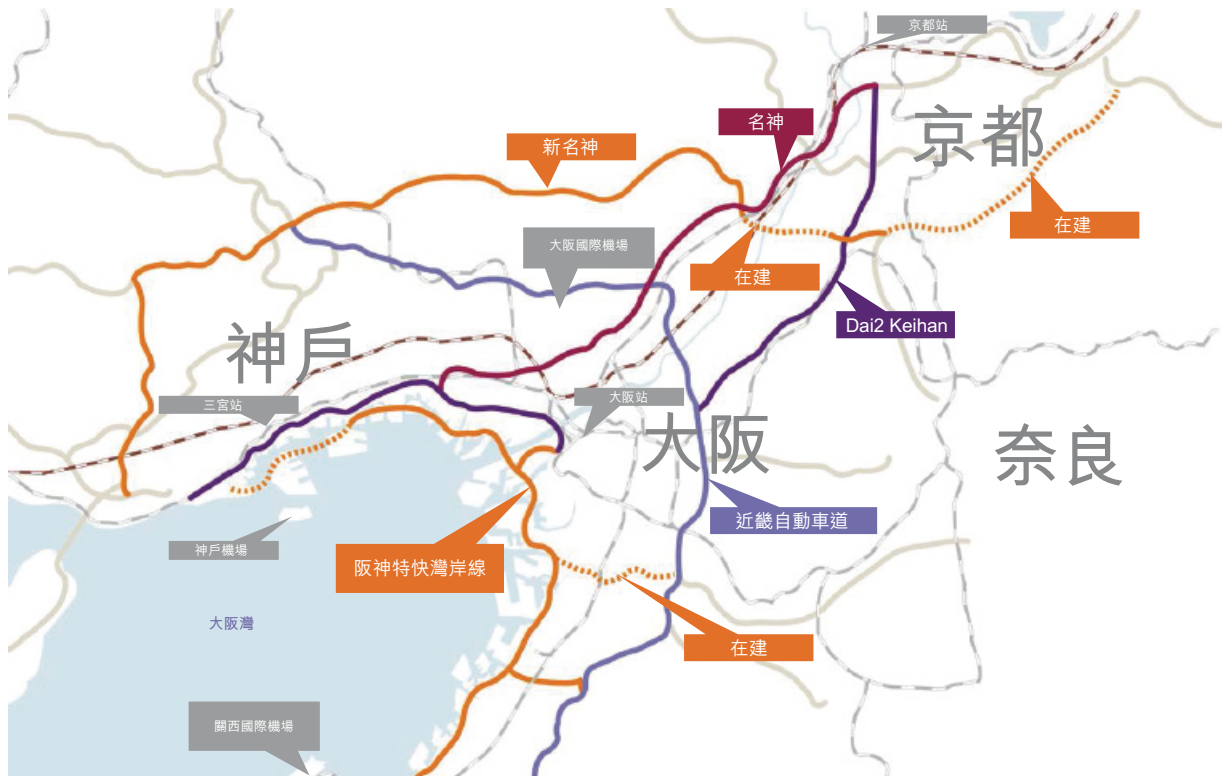 京都站
名神
京都
新名神
在建
大阪國際機場
在建
Dai2 Keihan
神戶
三宮站
大阪站
大阪
奈良
近畿自動車道
神戶機場
阪神特快灣岸線
大阪灣
在建
關西國際機場